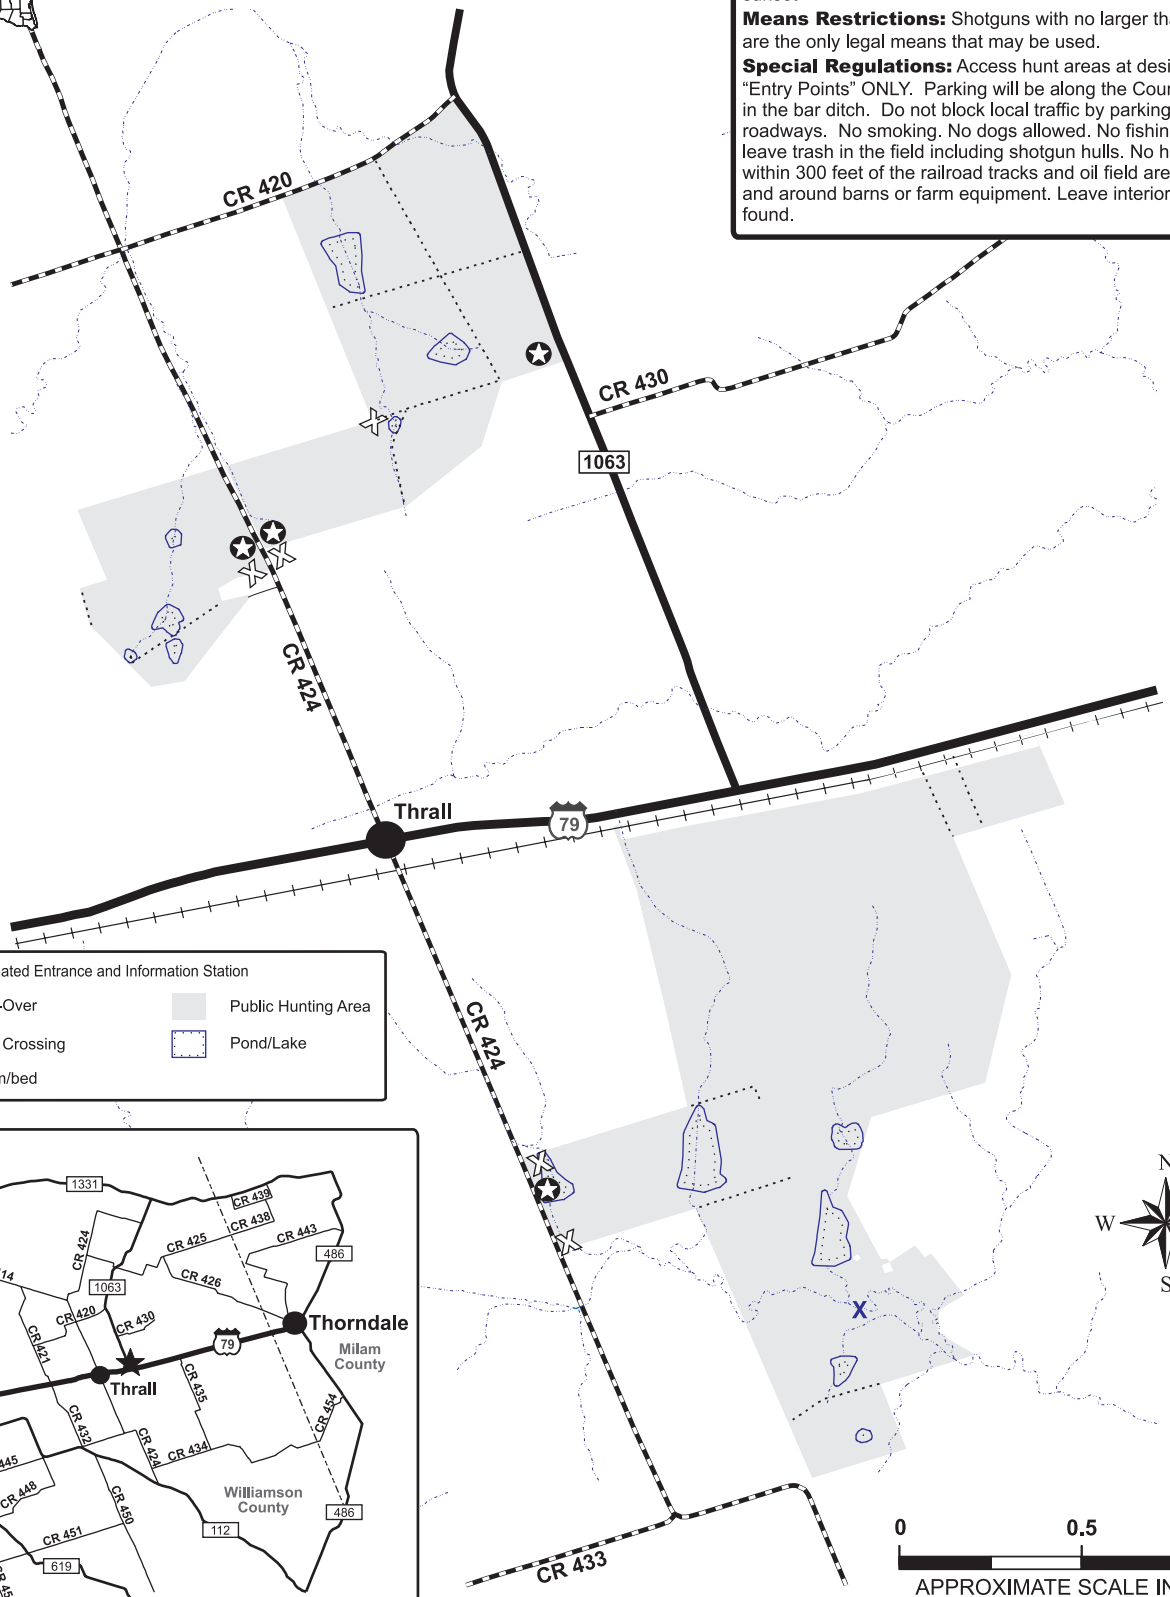 Means Restrictions: Shotguns with no larger
are the only legal means that may be used.
Special Regulations: Access hunt areas at
“Entry Points” ONLY. Parking will be along the
in the bar ditch. Do not block local traffic by parking
roadways. No smoking. No dogs allowed. No
leave trash in the field including shotgun hulls. No
within 300 feet of the railroad tracks and oil field
and around barns or farm equipment. Leave interior
found.
CR 420
CR 430
1063
CR 424
Thrall
79
Entrance and Information Station
-Over
Public Hunting Area
Crossing
Pond/Lake
/bed
CR 424
X
N
W
S
1331
CR 439
CR 438
CR 424
CR 425
CR 443
486
CR 426
1063
CR 420
CR 430
Thorndale
79
Milam
County
CR 421
Thrall
CR 435
CR 432
CR 424
CR 434
CR 454
CR 448
Williamson
County
CR 450
486
CR 451
112
619
CR 433
0
0.5
APPROXIMATE SCALE IN